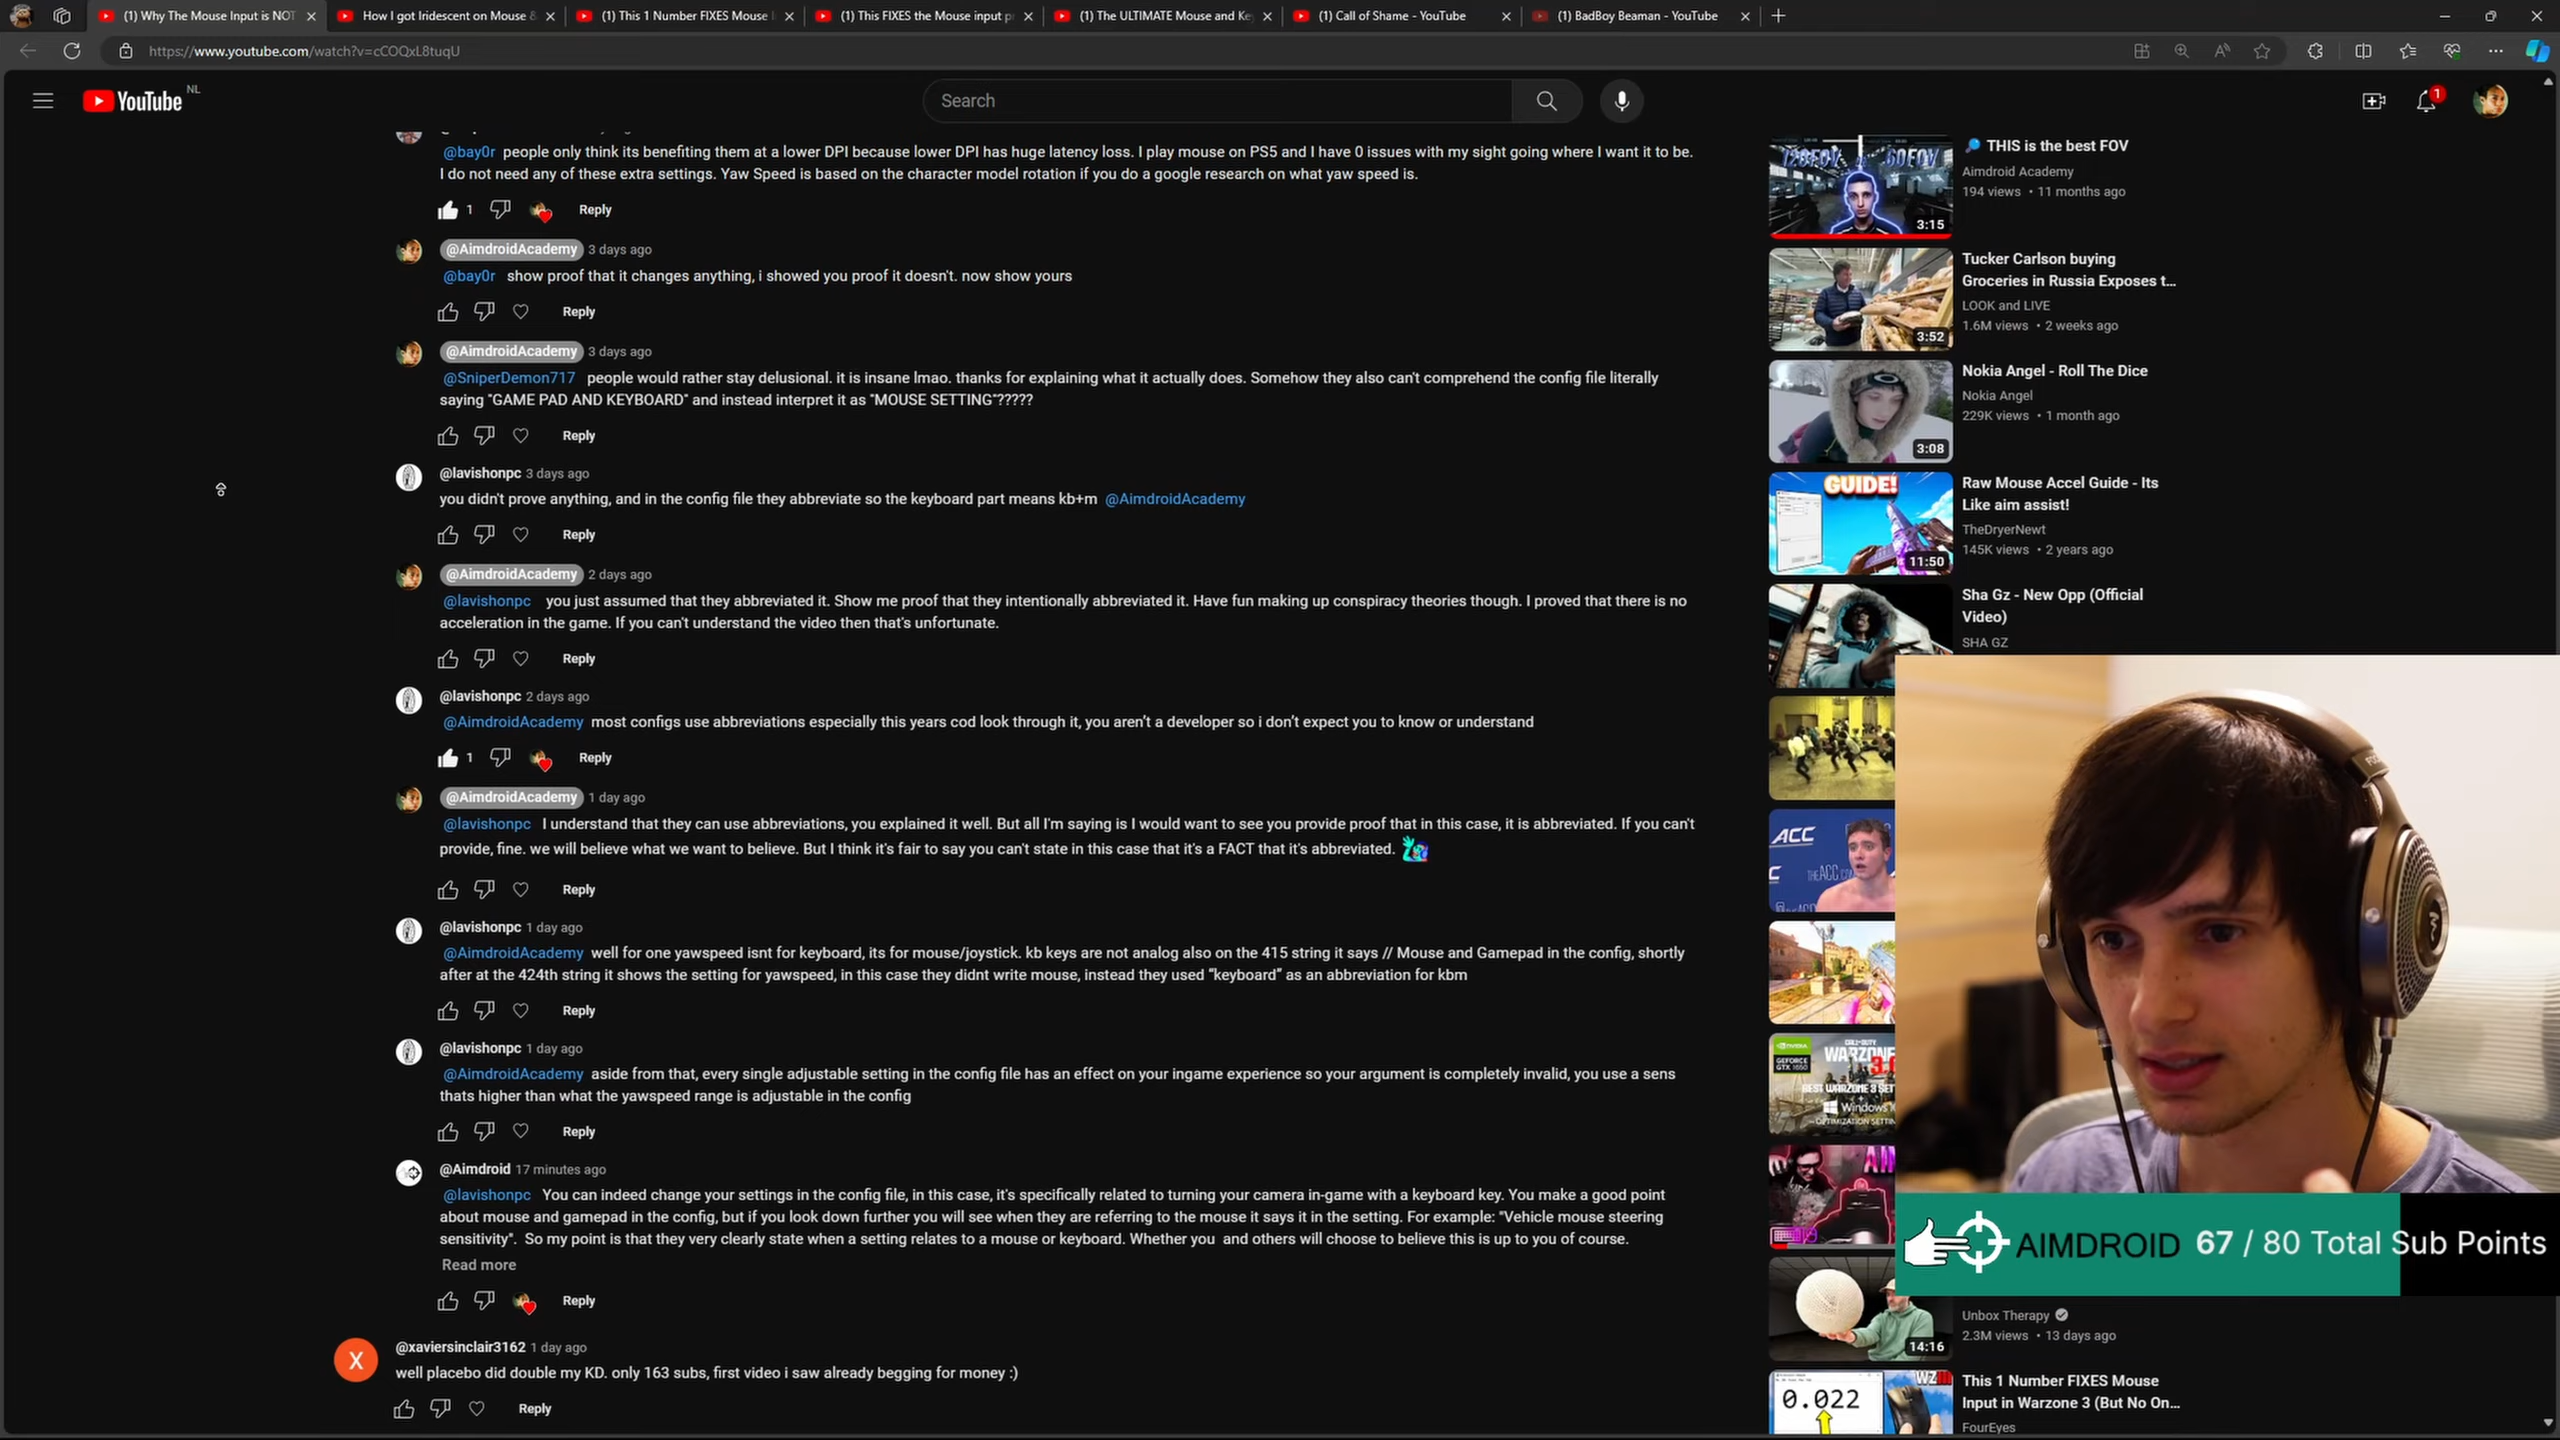 (1) Why The Mouse Input is NOT
How I got Iridescent on Mouse &
(1) This 1 Number FIXES Mouse I
(1) This FIXES the Mouse input p
(1) The ULTIMATE Mouse and Ke
(1) Call of Shame - YouTube
(1) BadBoy Beaman - YouTube
https://www.youtube.com/watch?v=cCOQxL8tuqU
YouTube NL
Search
1
@bay0r people only think its benefiting them at a lower DPI because lower DPI has huge latency loss. I play mouse on PS5 and I have 0 issues with my sight going where I want it to be.
I do not need any of these extra settings. Yaw Speed is based on the character model rotation if you do a google research on what yaw speed is.
1 Reply
@AimdroidAcademy 3 days ago
@bay0r show proof that it changes anything, i showed you proof it doesn't. now show yours
Reply
@AimdroidAcademy 3 days ago
@SniperDemon717 people would rather stay delusional. it is insane lmao. thanks for explaining what it actually does. Somehow they also can't comprehend the config file literally
saying "GAME PAD AND KEYBOARD" and instead interpret it as "MOUSE SETTING"?????
Reply
@lavishonpc 3 days ago
you didn't prove anything, and in the config file they abbreviate so the keyboard part means kb+m @AimdroidAcademy
Reply
@AimdroidAcademy 2 days ago
@lavishonpc you just assumed that they abbreviated it. Show me proof that they intentionally abbreviated it. Have fun making up conspiracy theories though. I proved that there is no
acceleration in the game. If you can't understand the video then that's unfortunate.
Reply
@lavishonpc 2 days ago
@AimdroidAcademy most configs use abbreviations especially this years cod look through it, you aren't a developer so i don't expect you to know or understand
1 Reply
@AimdroidAcademy 1 day ago
@lavishonpc I understand that they can use abbreviations, you explained it well. But all I'm saying is I would want to see you provide proof that in this case, it is abbreviated. If you can't
provide, fine. we will believe what we want to believe. But I think it's fair to say you can't state in this case that it's a FACT that it's abbreviated.
Reply
@lavishonpc 1 day ago
@AimdroidAcademy well for one yawspeed isnt for keyboard, its for mouse/joystick. kb keys are not analog also on the 415 string it says // Mouse and Gamepad in the config, shortly
after at the 424th string it shows the setting for yawspeed, in this case they didnt write mouse, instead they used “keyboard” as an abbreviation for kbm
Reply
@lavishonpc 1 day ago
@AimdroidAcademy aside from that, every single adjustable setting in the config file has an effect on your ingame experience so your argument is completely invalid, you use a sens
thats higher than what the yawspeed range is adjustable in the config
Reply
@Aimdroid 17 minutes ago
@lavishonpc You can indeed change your settings in the config file, in this case, it's specifically related to turning your camera in-game with a keyboard key. You make a good point
about mouse and gamepad in the config, but if you look down further you will see when they are referring to the mouse it says it in the setting. For example: "Vehicle mouse steering
sensitivity". So my point is that they very clearly state when a setting relates to a mouse or keyboard. Whether you and others will choose to believe this is up to you of course.
Read more
Reply
X
@xaviersinclair3162 1 day ago
well placebo did double my KD. only 163 subs, first video i saw already begging for money :)
Reply
120FOV 60FOV
3:15
THIS is the best FOV
Aimdroid Academy
194 views • 11 months ago
3:52
Tucker Carlson buying
Groceries in Russia Exposes t...
LOOK and LIVE
1.6M views • 2 weeks ago
3:08
Nokia Angel - Roll The Dice
Nokia Angel
229K views • 1 month ago
GUIDE!
11:50
Raw Mouse Accel Guide - Its
Like aim assist!
TheDryerNewt
145K views • 2 years ago
Sha Gz - New Opp (Official
Video)
SHA GZ
ACC
THEACC.CO
NVIDIA
GEFORCE
GTX 1650
CALL OF DUTY
WARZONE
3.0
BEST WARZONE 3 SET
Windows 10
OPTIMIZATION SETTIN
AIMDROID 67 / 80 Total Sub Points
14:16
Unbox Therapy
2.3M views • 13 days ago
WZ
0.022
This 1 Number FIXES Mouse
Input in Warzone 3 (But No On...
FourEyes